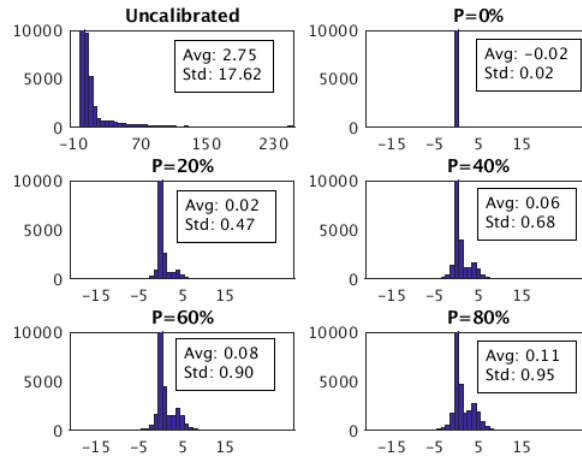 Uncalibrated
10000
5000
0
Avg: 2.75
Std: 17.62
-10 70 150 230
P=0%
10000
5000
0
Avg: -0.02
Std: 0.02
-15 -5 5 15
P=20%
10000
5000
0
Avg: 0.02
Std: 0.47
-15 -5 5 15
P=40%
10000
5000
0
Avg: 0.06
Std: 0.68
-15 -5 5 15
P=60%
10000
5000
0
Avg: 0.08
Std: 0.90
-15 -5 5 15
P=80%
10000
5000
0
Avg: 0.11
Std: 0.95
-15 -5 5 15